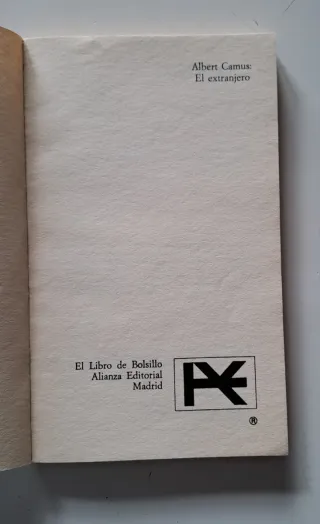 Albert Camus:
El extranjero
El Libro de Bolsillo
Alianza Editorial
Madrid
®